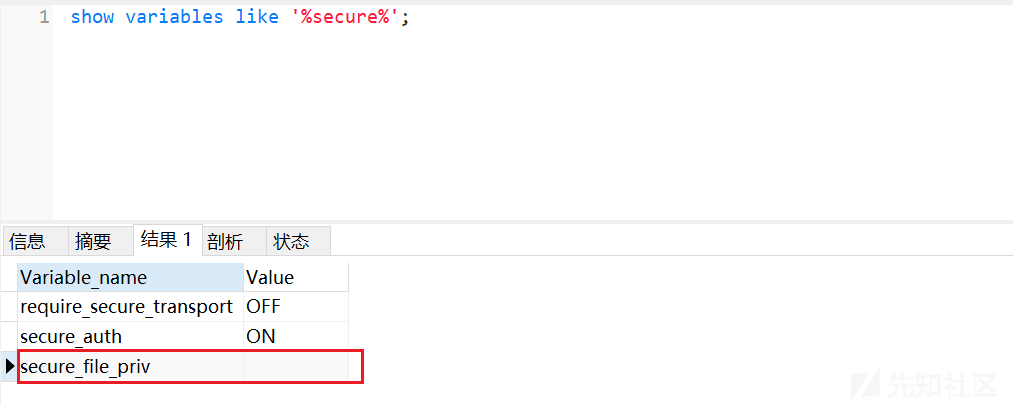 1 show variables like '%secure%';
信息 摘要 结果 1 剖析 状态
Variable_name Value
require_secure_transport OFF
secure_auth ON
secure_file_priv
先知社区